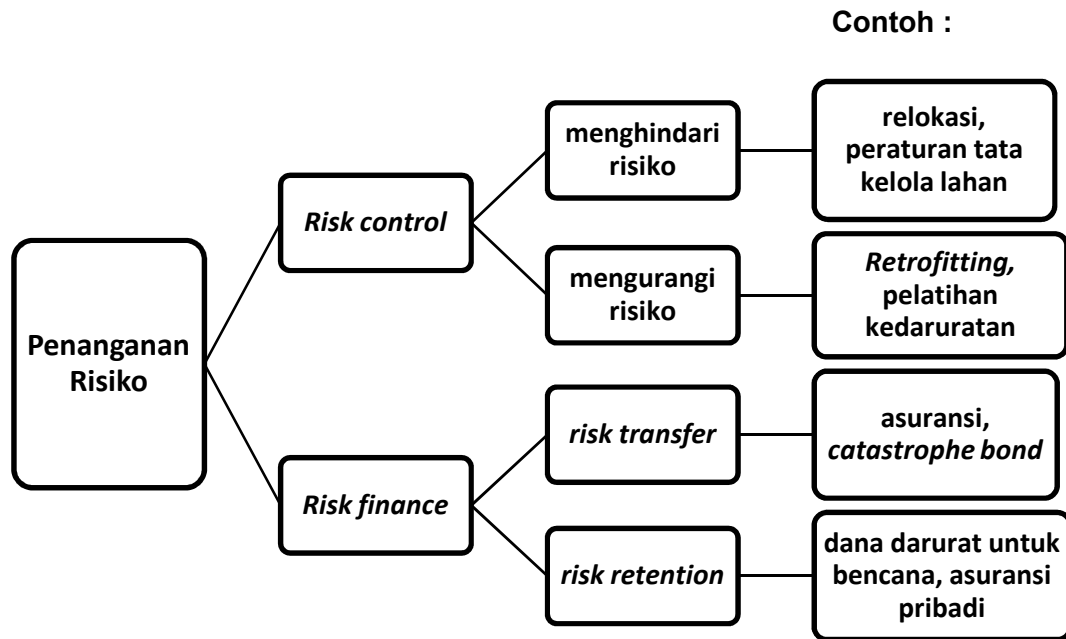 Contoh :
Penanganan
Risiko
Risk control
menghindari
risiko
relokasi,
peraturan tata
kelola lahan
mengurangi
risiko
Retrofitting,
pelatihan
kedaruratan
Risk finance
risk transfer
asuransi,
catastrophe bond
risk retention
dana darurat untuk
bencana, asuransi
pribadi